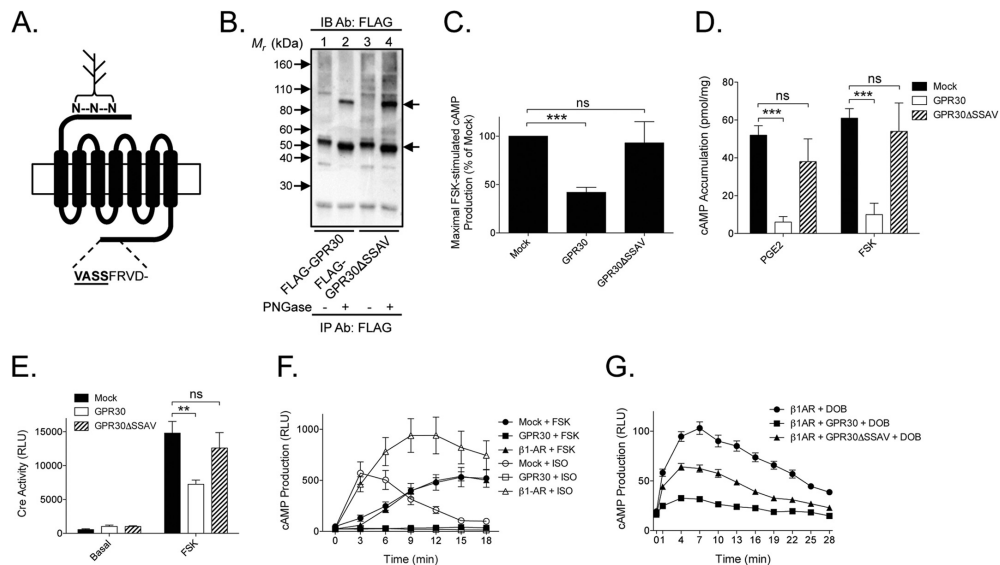 A.
N--N--N
VASSFRVD-
B.
IB Ab: FLAG
Mr (kDa)
1 2 3 4
160
110
80
60
50
40
30
FLAG-GPR30
FLAG-
GPR30ΔSSAV
PNGase - + - +
IP Ab: FLAG
C.
Maximal FSK-stimulated cAMP
Production (% of Mock)
100
50
0
ns
***
Mock
GPR30
GPR30ΔSSAV
D.
cAMP Accumulation (pmol/mg)
80
60
40
20
0
ns
***
ns
***
PGE2
FSK
Mock
GPR30
GPR30ΔSSAV
E.
Mock
GPR30
GPR30ΔSSAV
Cre Activity (RLU)
15000
10000
5000
0
ns
**
Basal
FSK
F.
cAMP Production (RLU)
1000
500
0
0 3 6 9 12 15 18
Time (min)
Mock + FSK
GPR30 + FSK
β1-AR + FSK
Mock + ISO
GPR30 + ISO
β1-AR + ISO
G.
cAMP Production (RLU)
100
50
0
01 4 7 10 13 16 19 22 25 28
Time (min)
β1AR + DOB
β1AR + GPR30 + DOB
β1AR + GPR30ΔSSAV + DOB